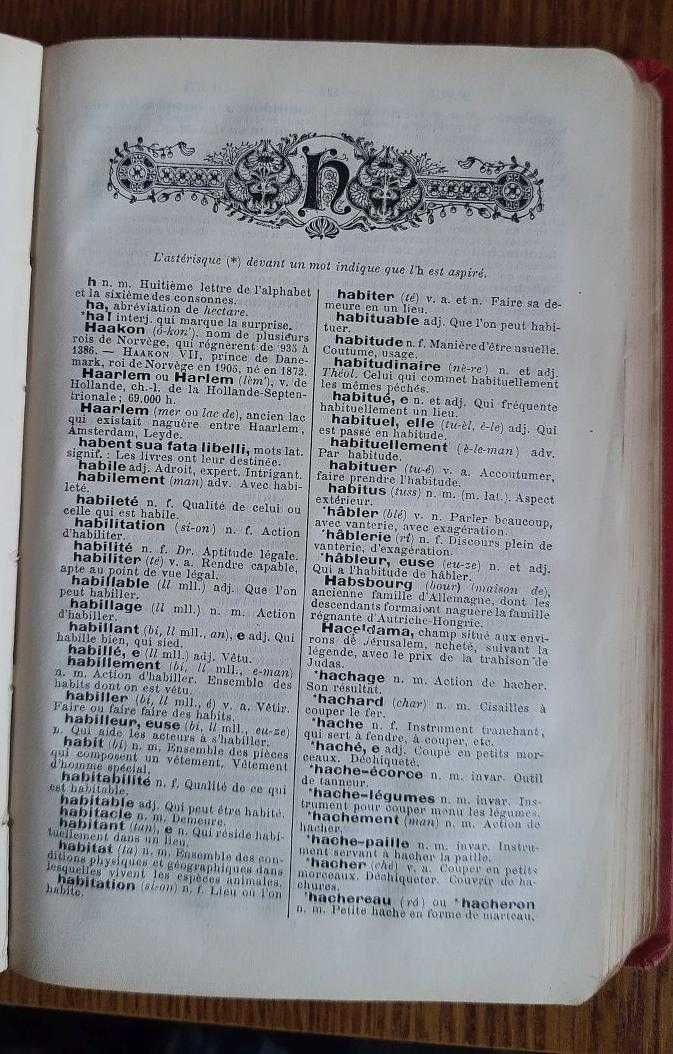 h
L'astérisque (*) devant un mot indique que l'h est aspiré.
h n. m. Huitième lettre de l'alphabet
et la sixième des consonnes.
ha, abréviation de hectare.
*ha! interj. qui marque la surprise.
Haakon (ô-kon'). nom de plusieurs
rois de Norvège, qui régnèrent de 935 à
1386. — HAAKON VII, prince de Dane-
mark, roi de Norvège en 1905, né en 1872.
Haarlem ou Harlem (lèm'), v. de
Hollande, ch.-l. de la Hollande-Septen-
trionale; 69.000 h.
Haarlem (mer ou lac de), ancien lac
qui existait naguère entre Haarlem,
Amsterdam, Leyde.
habent sua fata libelli, mots lat.
signif. : Les livres ont leur destinée.
habile adj. Adroit, expert. Intrigant.
habilement (man) adv. Avec habi-
leté.
habileté n. f. Qualité de celui ou
celle qui est habile.
habilitation (si-on) n. f. Action
d'habiliter.
habilité n. f. Dr. Aptitude légale.
habiliter (té) v. a. Rendre capable,
apte au point de vue légal.
habillable (ll mll.) adj. Que l'on
peut habiller.
habillage (ll mll.) n. m. Action
d'habiller.
habillant (bi, ll mll., an), e adj. Qui
habille bien, qui sied.
habillé, e (ll mll.) adj. Vêtu.
habillement (bi, ll mll., e-man)
n. m. Action d'habiller. Ensemble des
habits dont on est vêtu.
habiller (bi, ll mll., é) v. a. Vêtir.
Faire ou faire faire des habits.
habilleur, euse (bi, ll mll., eu-ze)
n. Qui aide les acteurs à s'habiller.
habit (bi) n. m. Ensemble des pièces
qui composent un vêtement. Vêtement
d'homme spécial.
habitabilité n. f. Qualité de ce qui
est habitable.
habitable adj. Qui peut être habité.
habitacle n. m. Demeure.
habitant (tan), e n. Qui réside habi-
tuellement dans un lieu.
habitat (ta) n. m. Ensemble des con-
ditions physiques et géographiques dans
lesquelles vivent les espèces animales.
habitation (si-on) n. f. Lieu où l'on
habite.
habiter (té) v. a. et n. Faire sa de-
meure en un lieu.
habituable adj. Que l'on peut habi-
tuer.
habitude n. f. Manière d'être usuelle.
Coutume, usage.
habitudinaire (nè-re) n. et adj.
Théol. Celui qui commet habituellement
les mêmes péchés.
habitué, e n. et adj. Qui fréquente
habituellement un lieu.
habituel, elle (tu-èl, è-le) adj. Qui
est passé en habitude.
habituellement (è-le-man) adv.
Par habitude.
habituer (tu-é) v. a. Accoutumer,
faire prendre l'habitude.
habitus (tuss) n. m. (m. lat.). Aspect
extérieur.
*hâbler (blé) v. n. Parler beaucoup,
avec vanterie, avec exagération.
*hâblerie (rî) n. f. Discours plein de
vanterie, d'exagération.
*hâbleur, euse (eu-ze) n. et adj.
Qui a l'habitude de hâbler.
Habsbourg (bour) (maison de),
ancienne famille d'Allemagne, dont les
descendants formaient naguère la famille
régnante d'Autriche-Hongrie.
Haceldama, champ situé aux envi-
rons de Jérusalem, acheté, suivant la
légende, avec le prix de la trahison de
Judas.
*hachage n. m. Action de hacher.
Son résultat.
*hachard (char) n. m. Cisailles à
couper le fer.
*hache n. f. Instrument tranchant,
qui sert à fendre, à couper, etc.
*haché, e adj. Coupé en petits mor-
ceaux. Déchiqueté.
*hache-écorce n. m. invar. Outil
de tanneur.
*hache-légumes n. m. invar. Ins-
trument pour couper menu les légumes.
*hachement (man) n. m. Action de
hacher.
*hache-paille n. m. invar. Instru-
ment servant à hacher la paille.
*hacher (ché) v. a. Couper en petits
morceaux. Déchiqueter. Couvrir de ha-
chures.
*hachereau (rô) ou *hacheron
n. m. Petite hache en forme de marteau.